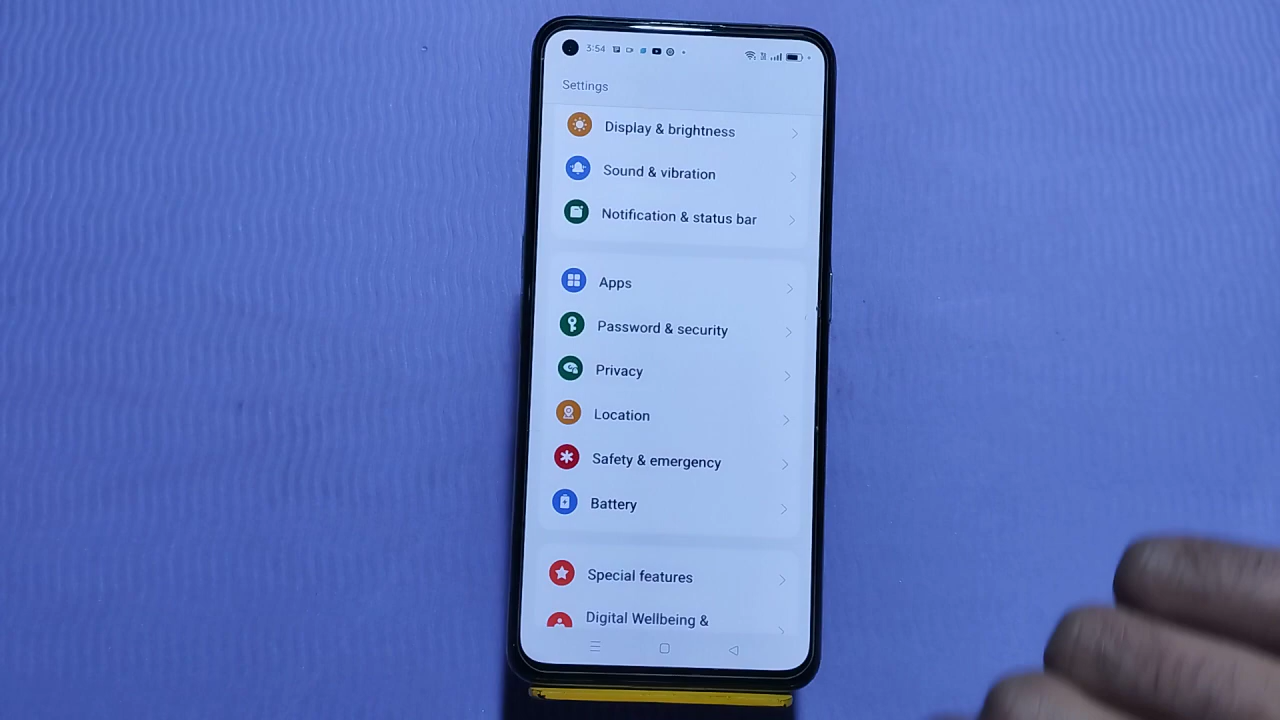 3:54
Settings
Display & brightness
Sound & vibration
Notification & status bar
Apps
Password & security
Privacy
Location
Safety & emergency
Battery
Special features
Digital Wellbeing &